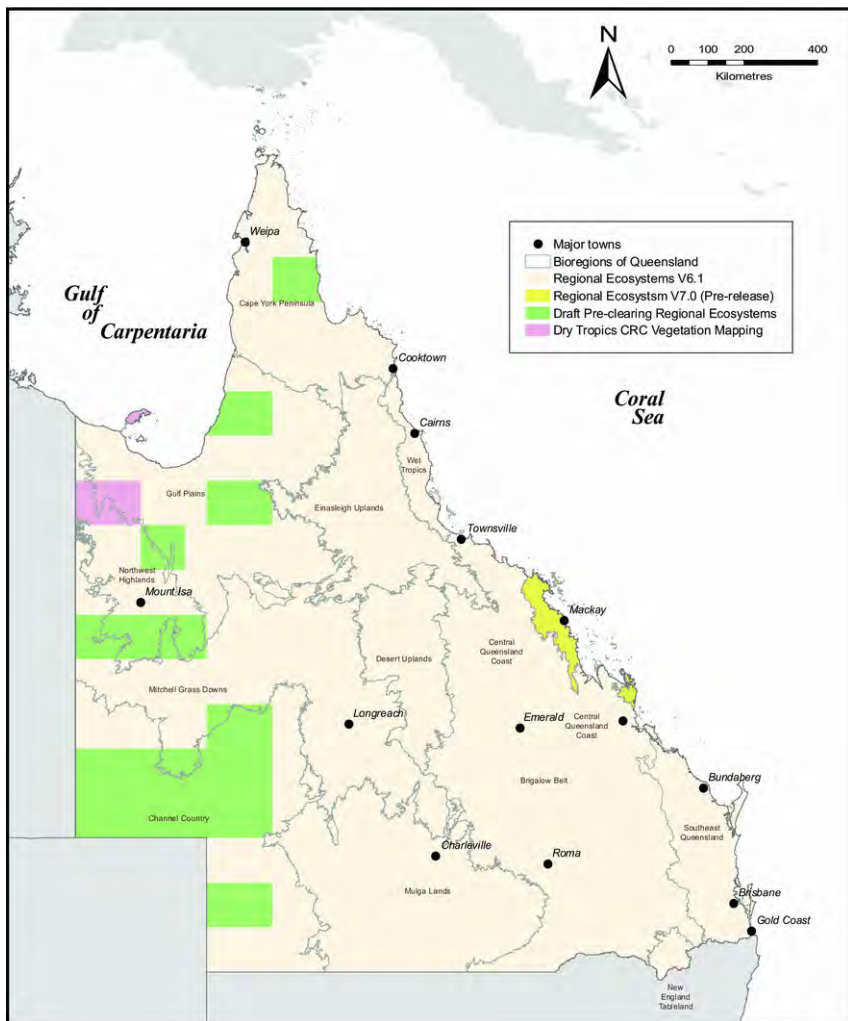 N
0 100 200 400
Kilometres
Major towns
Bioregions of Queensland
Regional Ecosystems V6.1
Regional Ecosystsm V7.0 (Pre-release)
Draft Pre-clearing Regional Ecosystems
Dry Tropics CRC Vegetation Mapping
Weipa
Gulf
of
Carpentaria
Cape York Peninsula
Cooktown
Coral
Sea
Cairns
Wet
Tropics
Gulf Plains
Einasleigh Uplands
Townsville
Northwest
Highlands
Mount Isa
Mackay
Central
Queensland
Coast
Desert Uplands
Mitchell Grass Downs
Longreach
Emerald
Central
Queensland
Coast
Brigalow Belt
Bundaberg
Channel Country
Southeast
Queensland
Charleville
Roma
Mulga Lands
Brisbane
Gold Coast
New
England
Tableland